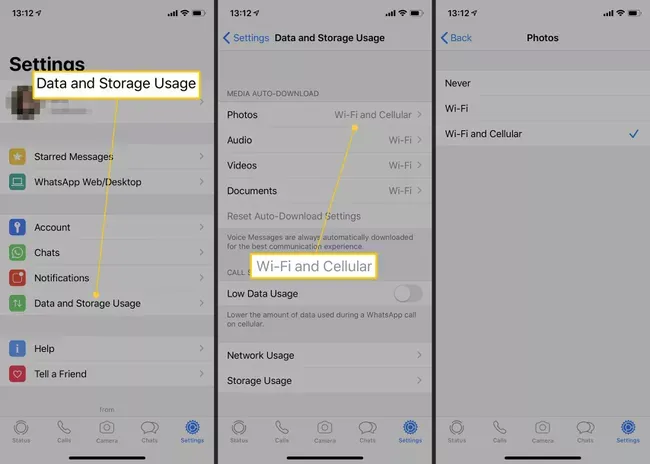 13:12
Settings
Data and Storage Usage
Starred Messages
WhatsApp Web/Desktop
Account
Chats
Notifications
Data and Storage Usage
Help
Tell a Friend
from
Status Calls Camera Chats Settings
13:12
Settings Data and Storage Usage
MEDIA AUTO-DOWNLOAD
Photos Wi-Fi and Cellular
Audio Wi-Fi
Videos Wi-Fi
Documents Wi-Fi
Reset Auto-Download Settings
Voice Messages are always automatically downloaded
for the best communication experience.
Wi-Fi and Cellular
CALL
Low Data Usage
Lower the amount of data used during a WhatsApp call
on cellular.
Network Usage
Storage Usage
Status Calls Camera Chats Settings
13:12
Back Photos
Never
Wi-Fi
Wi-Fi and Cellular
Status Calls Camera Chats Settings